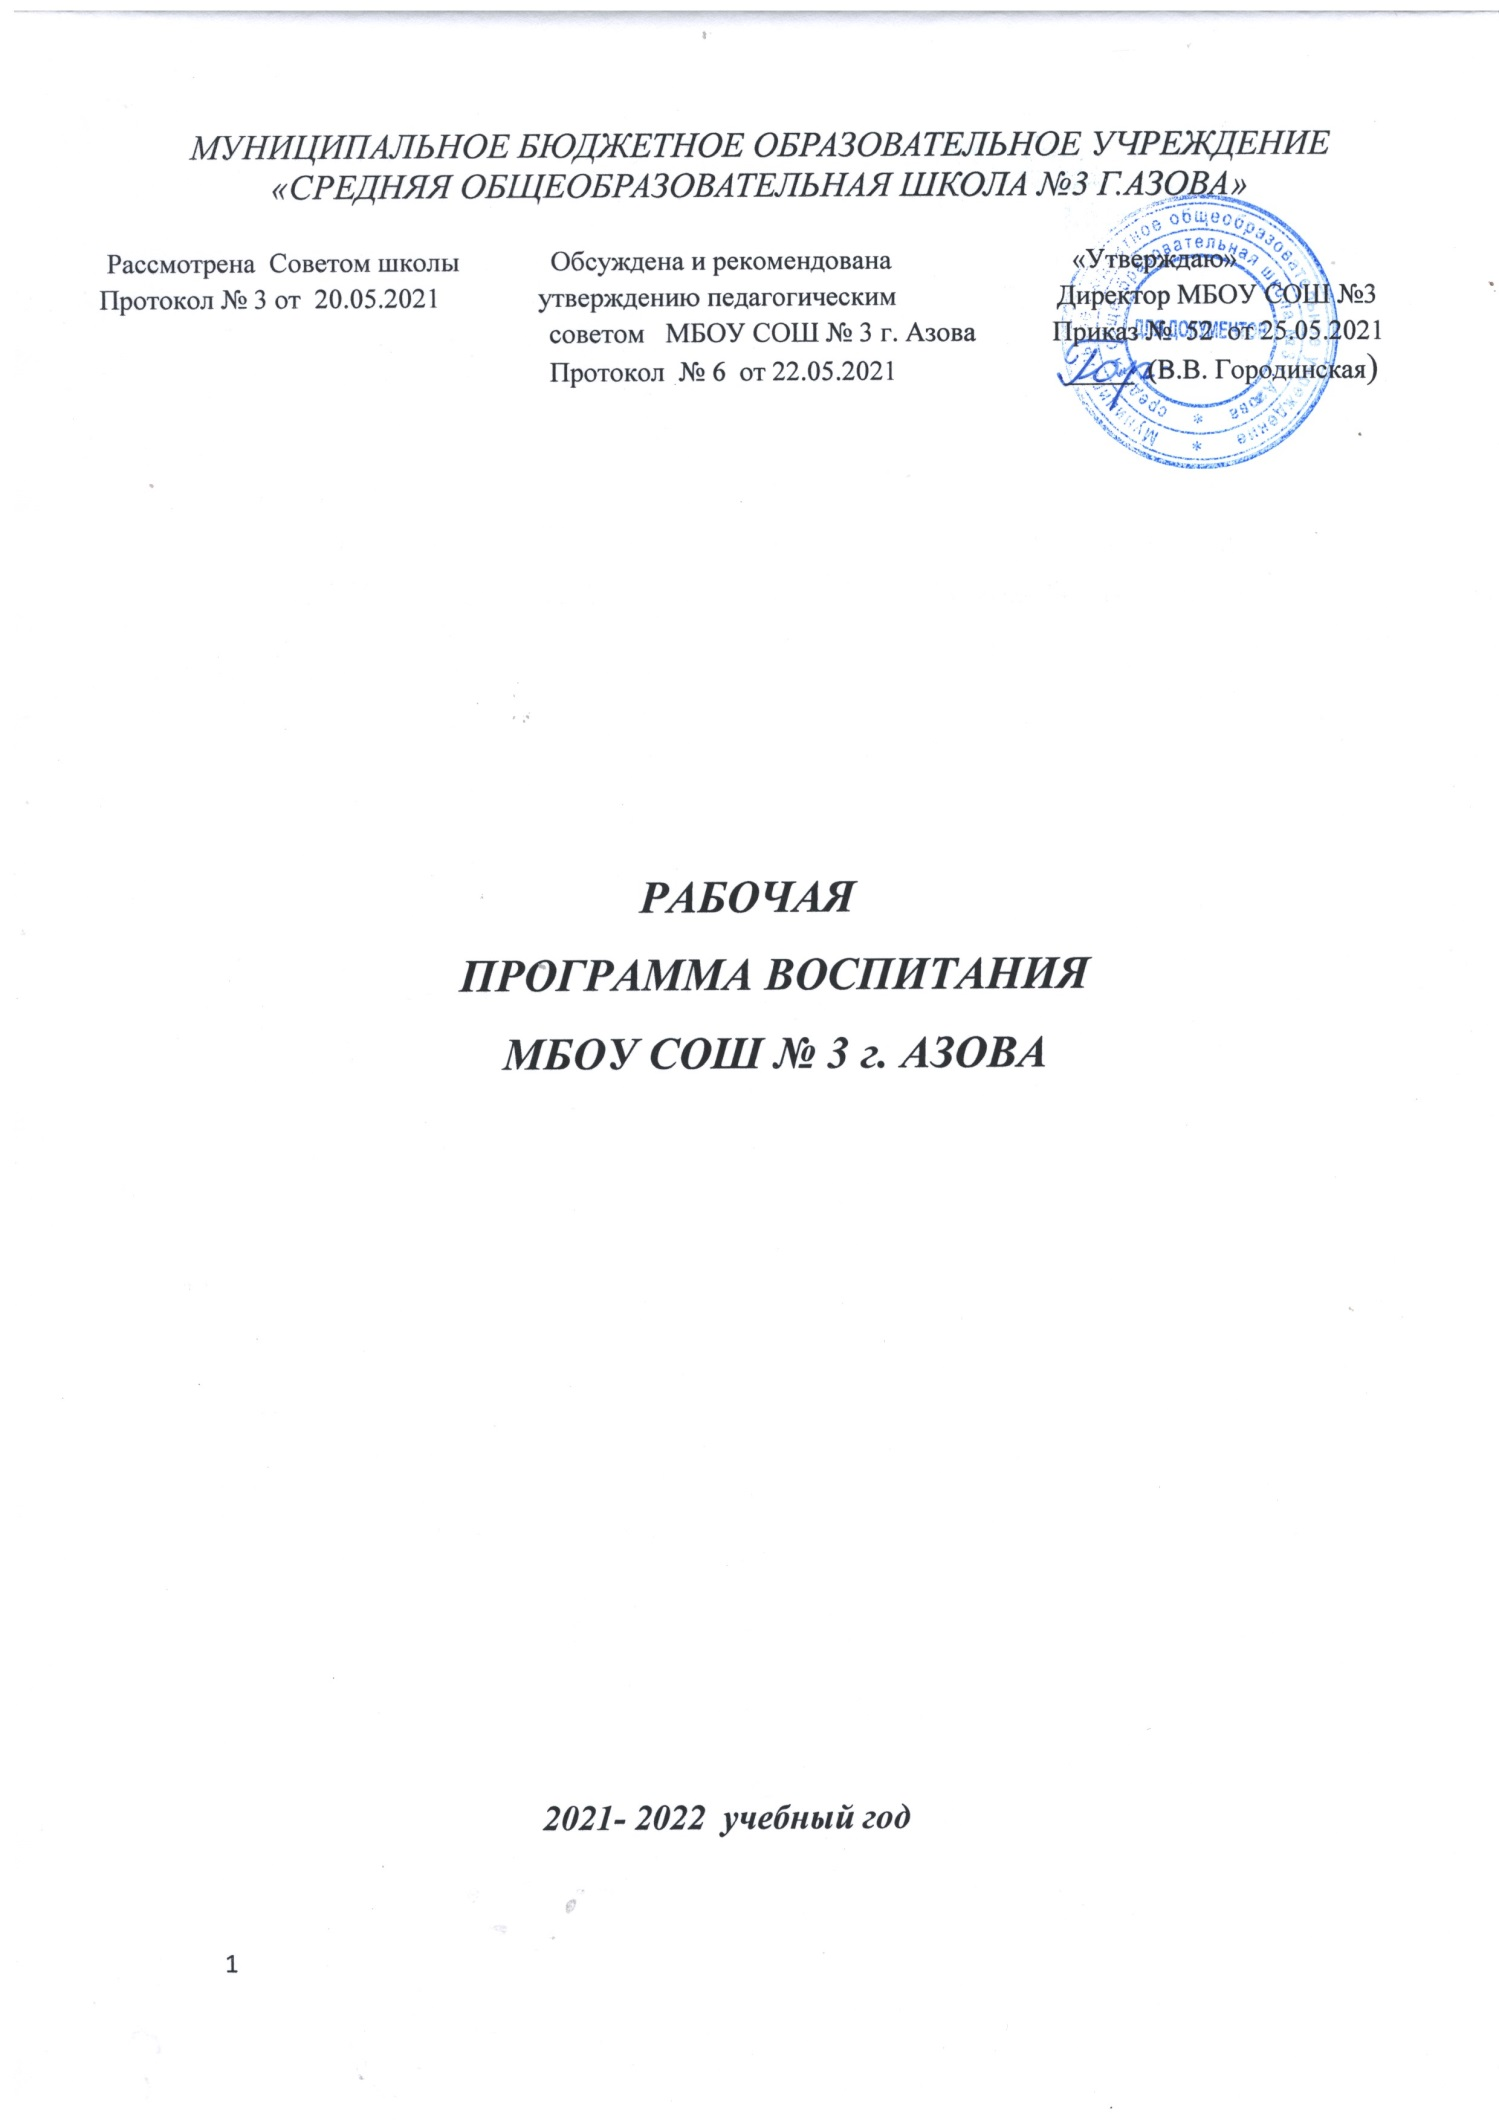 МУНИЦИПАЛЬНОЕ БЮДЖЕТНОЕ ОБРАЗОВАТЕЛЬНОЕ УЧРЕЖДЕНИЕ
«СРЕДНЯЯ ОБЩЕОБРАЗОВАТЕЛЬНАЯ ШКОЛА №3 Г.АЗОВА»
Рассмотрена Советом школы
Протокол № 3 от 20.05.2021
Обсуждена и рекомендована
утверждению педагогическим
советом МБОУ СОШ № 3 г. Азова
Протокол № 6 от 22.05.2021
«Утверждаю»
Директор МБОУ СОШ №3
Приказ № 52 от 25.05.2021
(В.В. Городинская)
ДЛЯ ДОКУМЕНТОВ
РАБОЧАЯ
ПРОГРАММА ВОСПИТАНИЯ
МБОУ СОШ № 3 г. АЗОВА
2021- 2022 учебный год
1